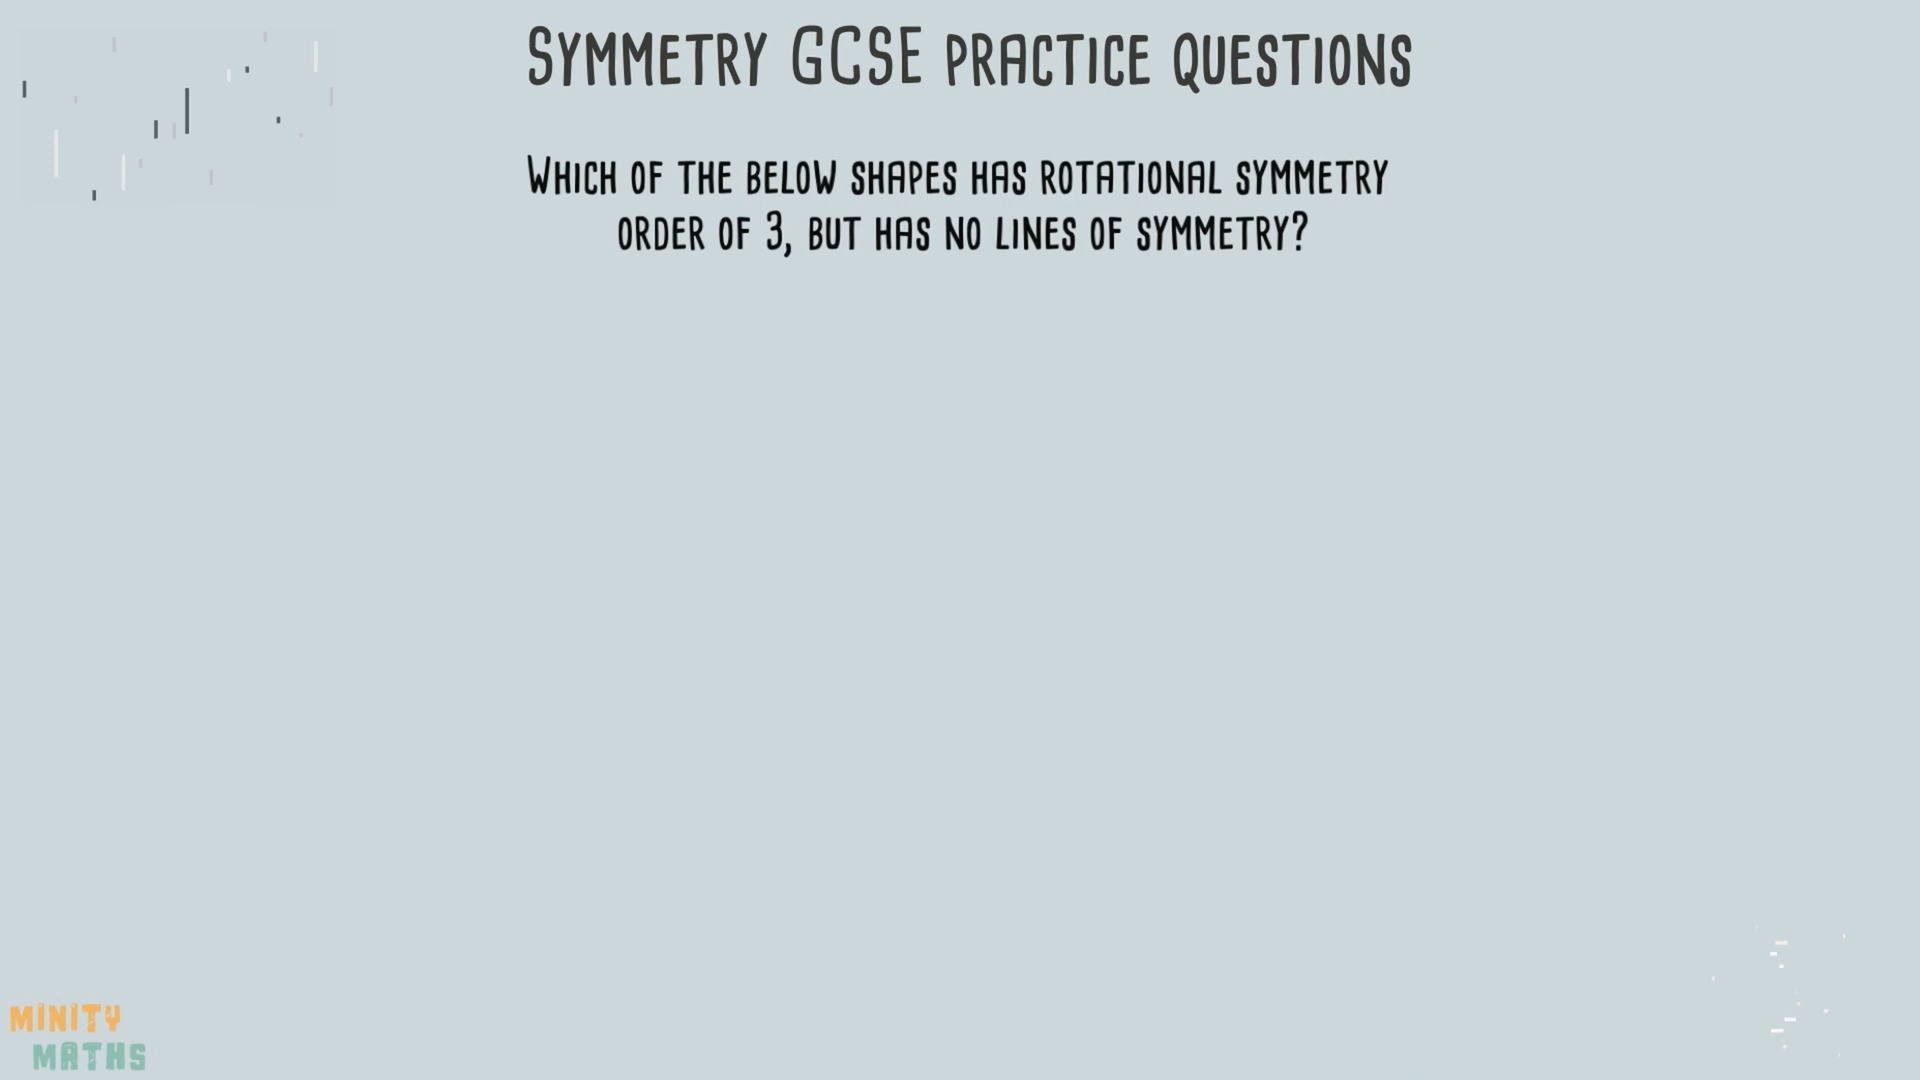 Symmetry GCSE practice questions
Which of the below shapes has rotational symmetry
order of 3, but has no lines of symmetry?
MINITY
MATHS